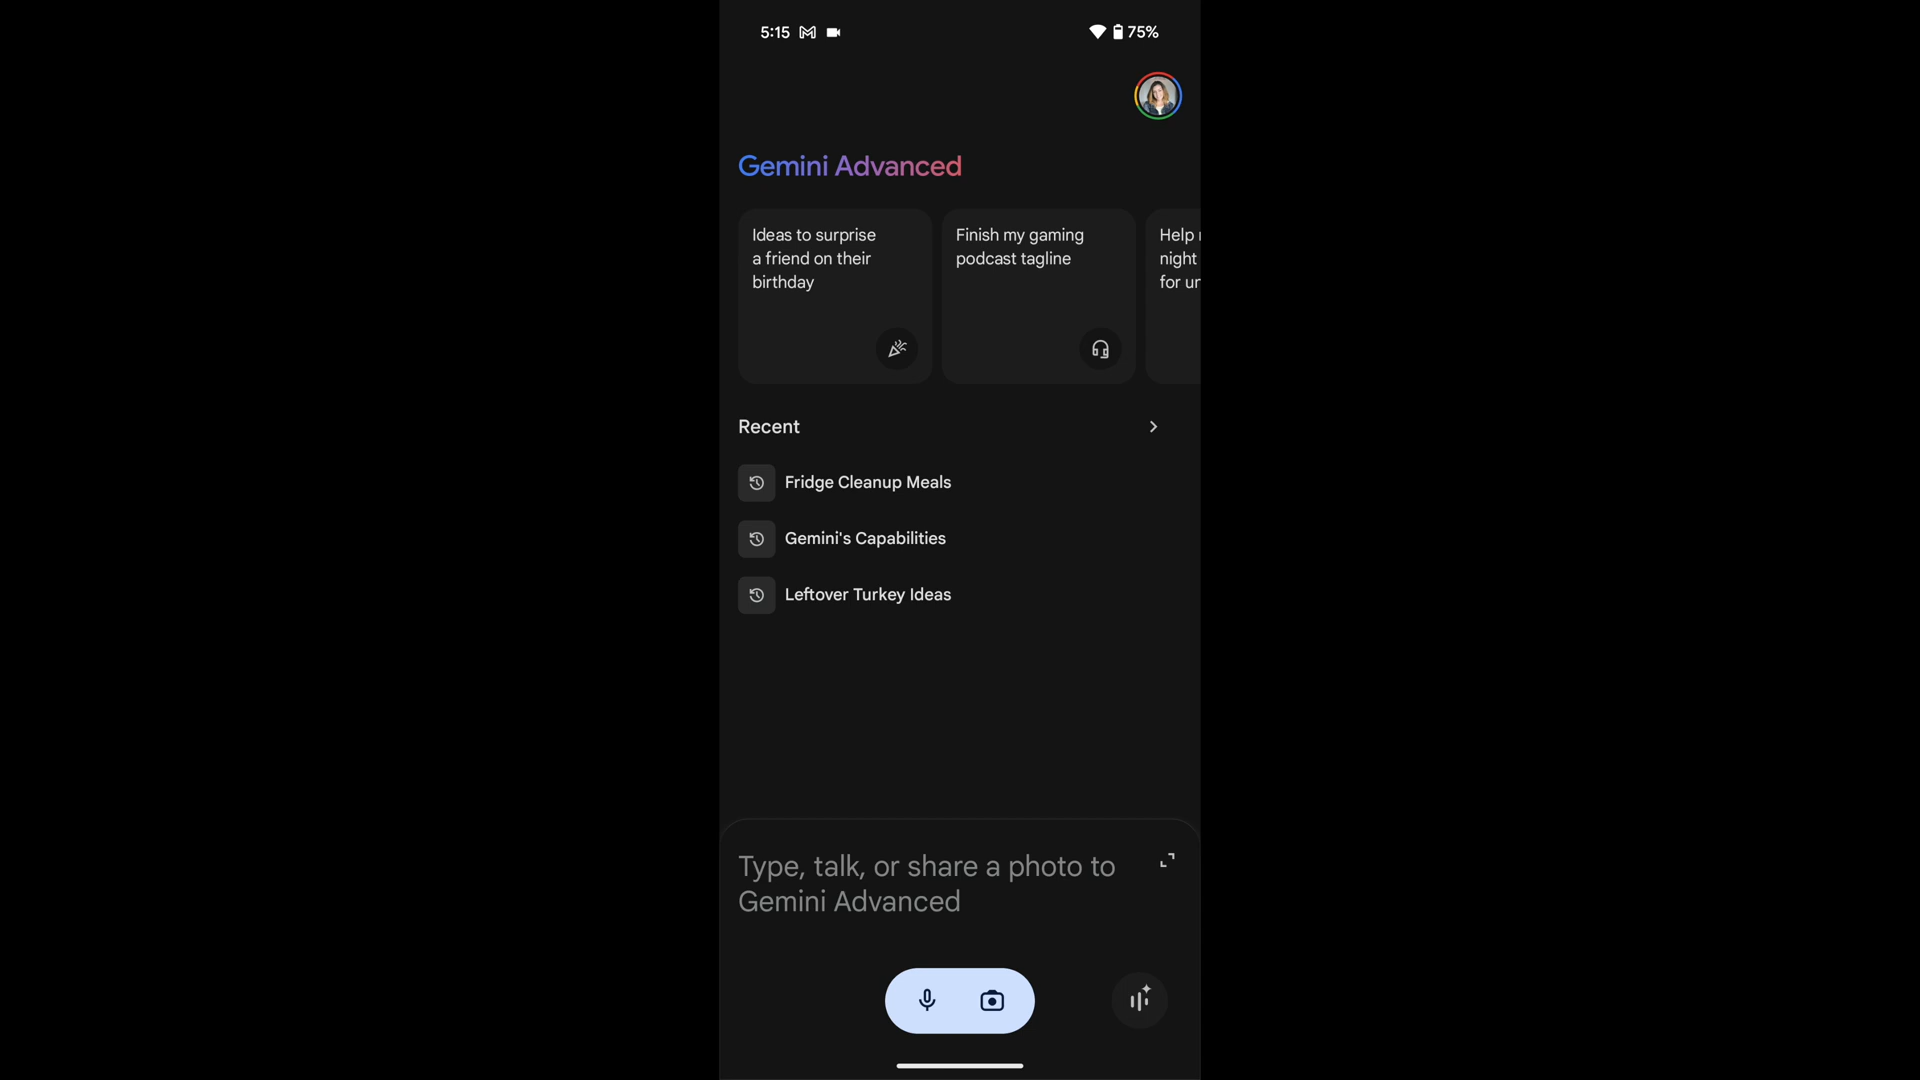 5:15
75%
Gemini Advanced
Ideas to surprise
a friend on their
birthday
Finish my gaming
podcast tagline
Help
night
for
Recent
Fridge Cleanup Meals
Gemini's Capabilities
Leftover Turkey Ideas
Type, talk, or share a photo to
Gemini Advanced